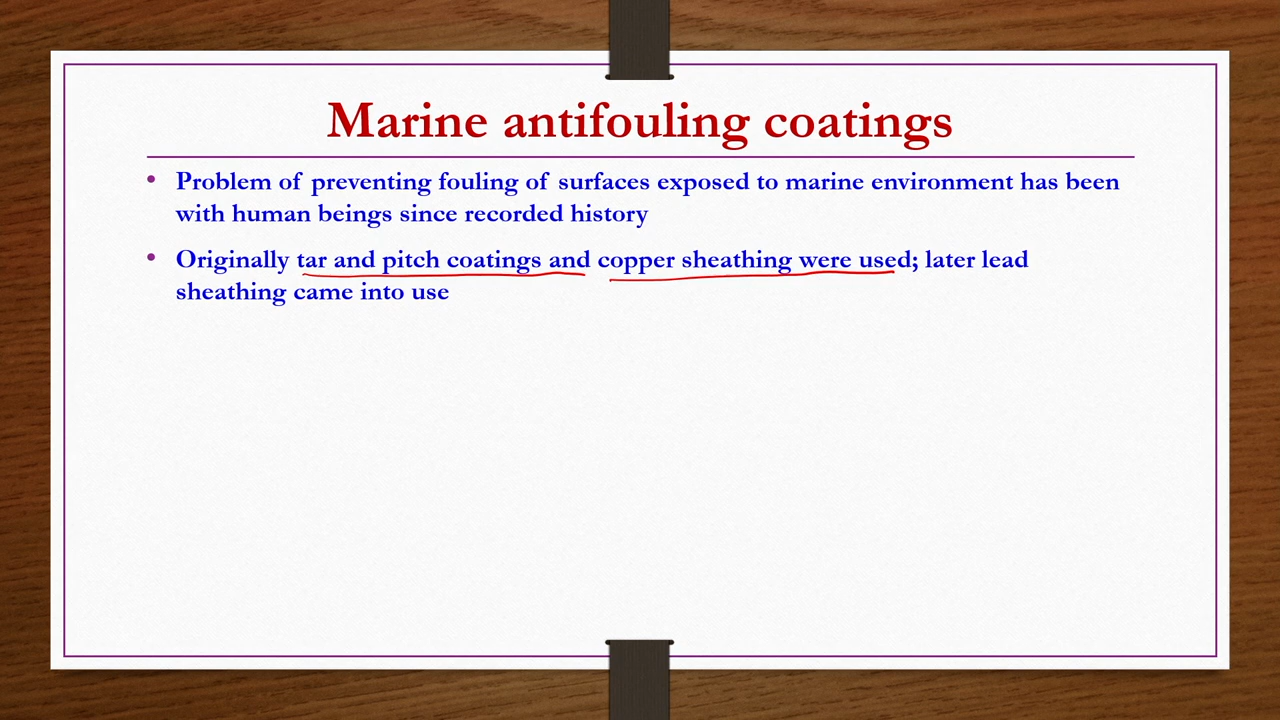 Marine antifouling coatings
• Problem of preventing fouling of surfaces exposed to marine environment has been
with human beings since recorded history
• Originally tar and pitch coatings and copper sheathing were used; later lead
sheathing came into use